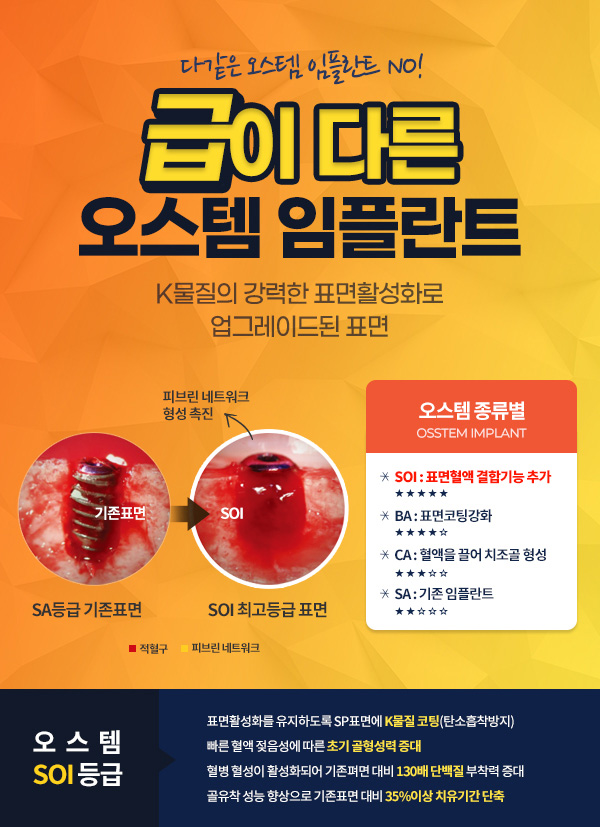 다같은 오스템 임플란트 NO!
급이 다른
오스템 임플란트
K물질의 강력한 표면활성화로
업그레이드된 표면
피브린 네트워크
형성 촉진
기존표면
SOI
SA등급 기존표면
SOI 최고등급 표면
적혈구
피브린 네트워크
오스템 종류별
OSSTEM IMPLANT
SOI : 표면혈액 결합기능 추가
★★★★★
BA : 표면코팅강화
★★★★☆
CA : 혈액을 끌어 치조골 형성
★★★☆☆
SA : 기존 임플란트
★★☆☆☆
오스템
SOI 등급
표면활성화를 유지하도록 SP표면에 K물질 코팅(탄소흡착방지)
빠른 혈액 젖음성에 따른 초기 골형성력 증대
혈병 형성이 활성화되어 기존펴면 대비 130배 단백질 부착력 증대
골유착 성능 향상으로 기존표면 대비 35%이상 치유기간 단축